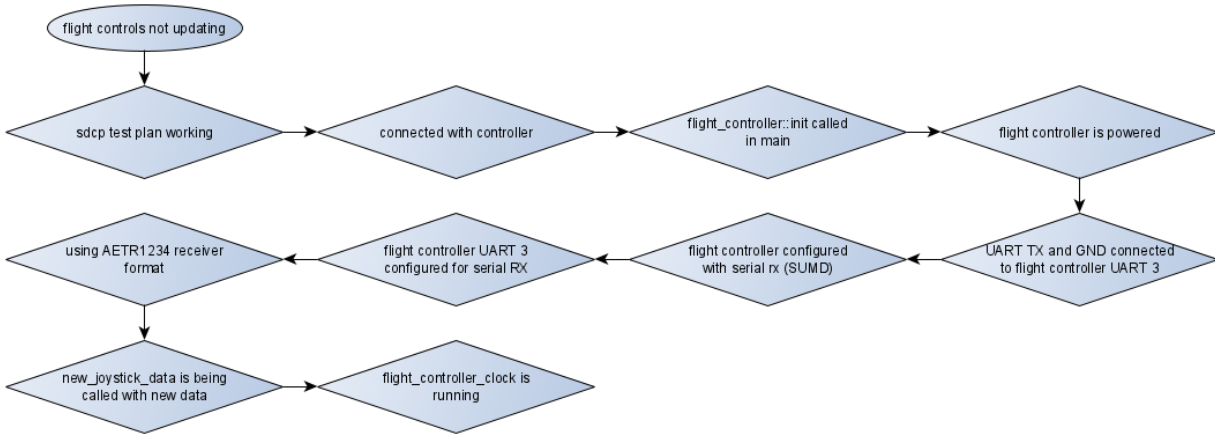 flight controls not updating
sdcp test plan working
connected with controller
flight_controller::init called
in main
flight controller is powered
UART TX and GND connected
to flight controller UART 3
flight controller configured
with serial rx (SUMD)
flight controller UART 3
configured for serial RX
using AETR1234 receiver
format
new_joystick_data is being
called with new data
flight_controller_clock is
running